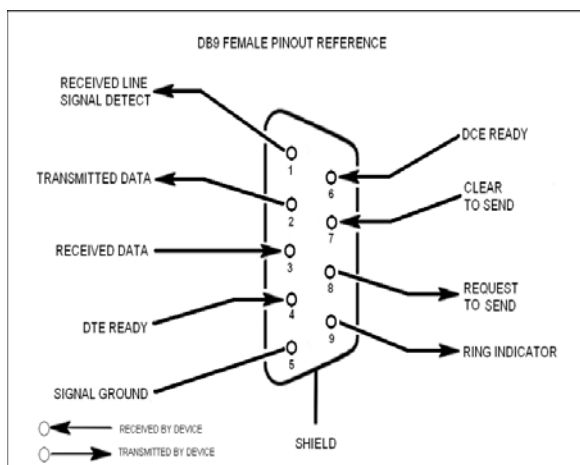 DB9 FEMALE PINOUT REFERENCE
RECEIVED LINE
SIGNAL DETECT
TRANSMITTED DATA
RECEIVED DATA
DTE READY
SIGNAL GROUND
1
2
3
4
5
6
7
8
9
DCE READY
CLEAR
TO SEND
REQUEST
TO SEND
RING INDICATOR
SHIELD
RECEIVED BY DEVICE
TRANSMITTED BY DEVICE